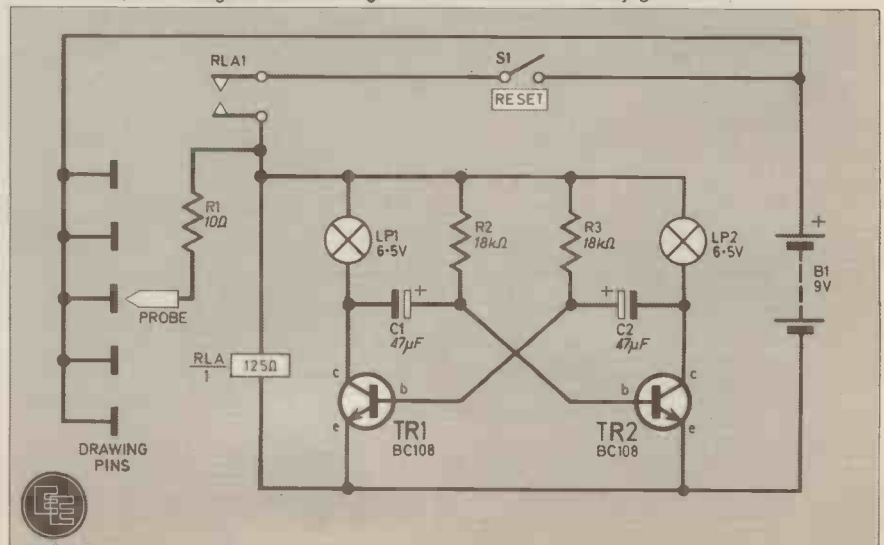 RLA1
S1
RESET
R1
10Ω
LP1
6·5V
R2
18kΩ
R3
18kΩ
LP2
6·5V
+
B1
9V
PROBE
+
C1
47µF
+
C2
47µF
RLA
1
125Ω
c
b
e
TR1
BC108
c
b
e
TR2
BC108
DRAWING
PINS
EE